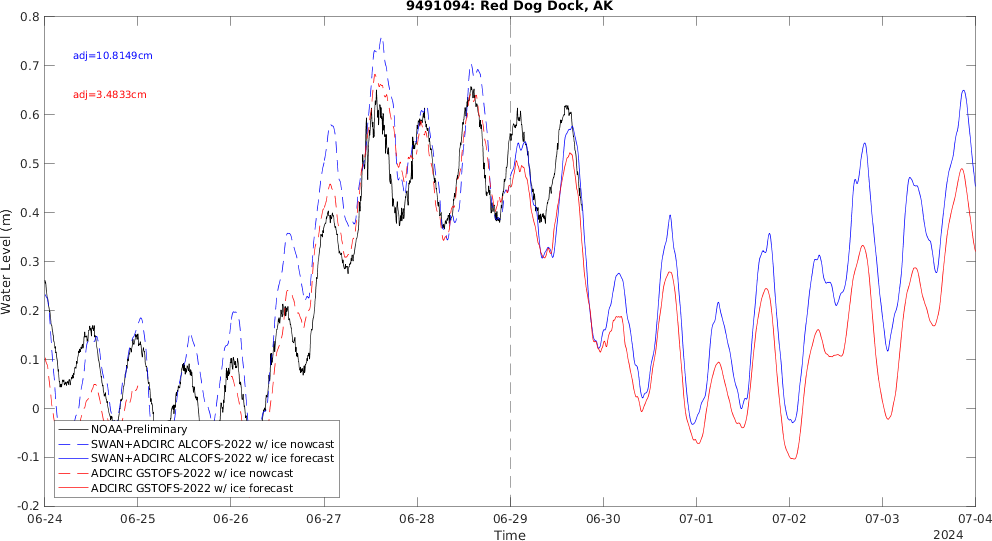 9491094: Red Dog Dock, AK
adj=10.8149cm
adj=3.4833cm
Water Level (m)
0.8
0.7
0.6
0.5
0.4
0.3
0.2
0.1
0
-0.1
-0.2
NOAA-Preliminary
SWAN+ADCIRC ALCOFS-2022 w/ ice nowcast
SWAN+ADCIRC ALCOFS-2022 w/ ice forecast
ADCIRC GSTOFS-2022 w/ ice nowcast
ADCIRC GSTOFS-2022 w/ ice forecast
06-24 06-25 06-26 06-27 06-28 06-29 06-30 07-01 07-02 07-03 07-04
Time
2024